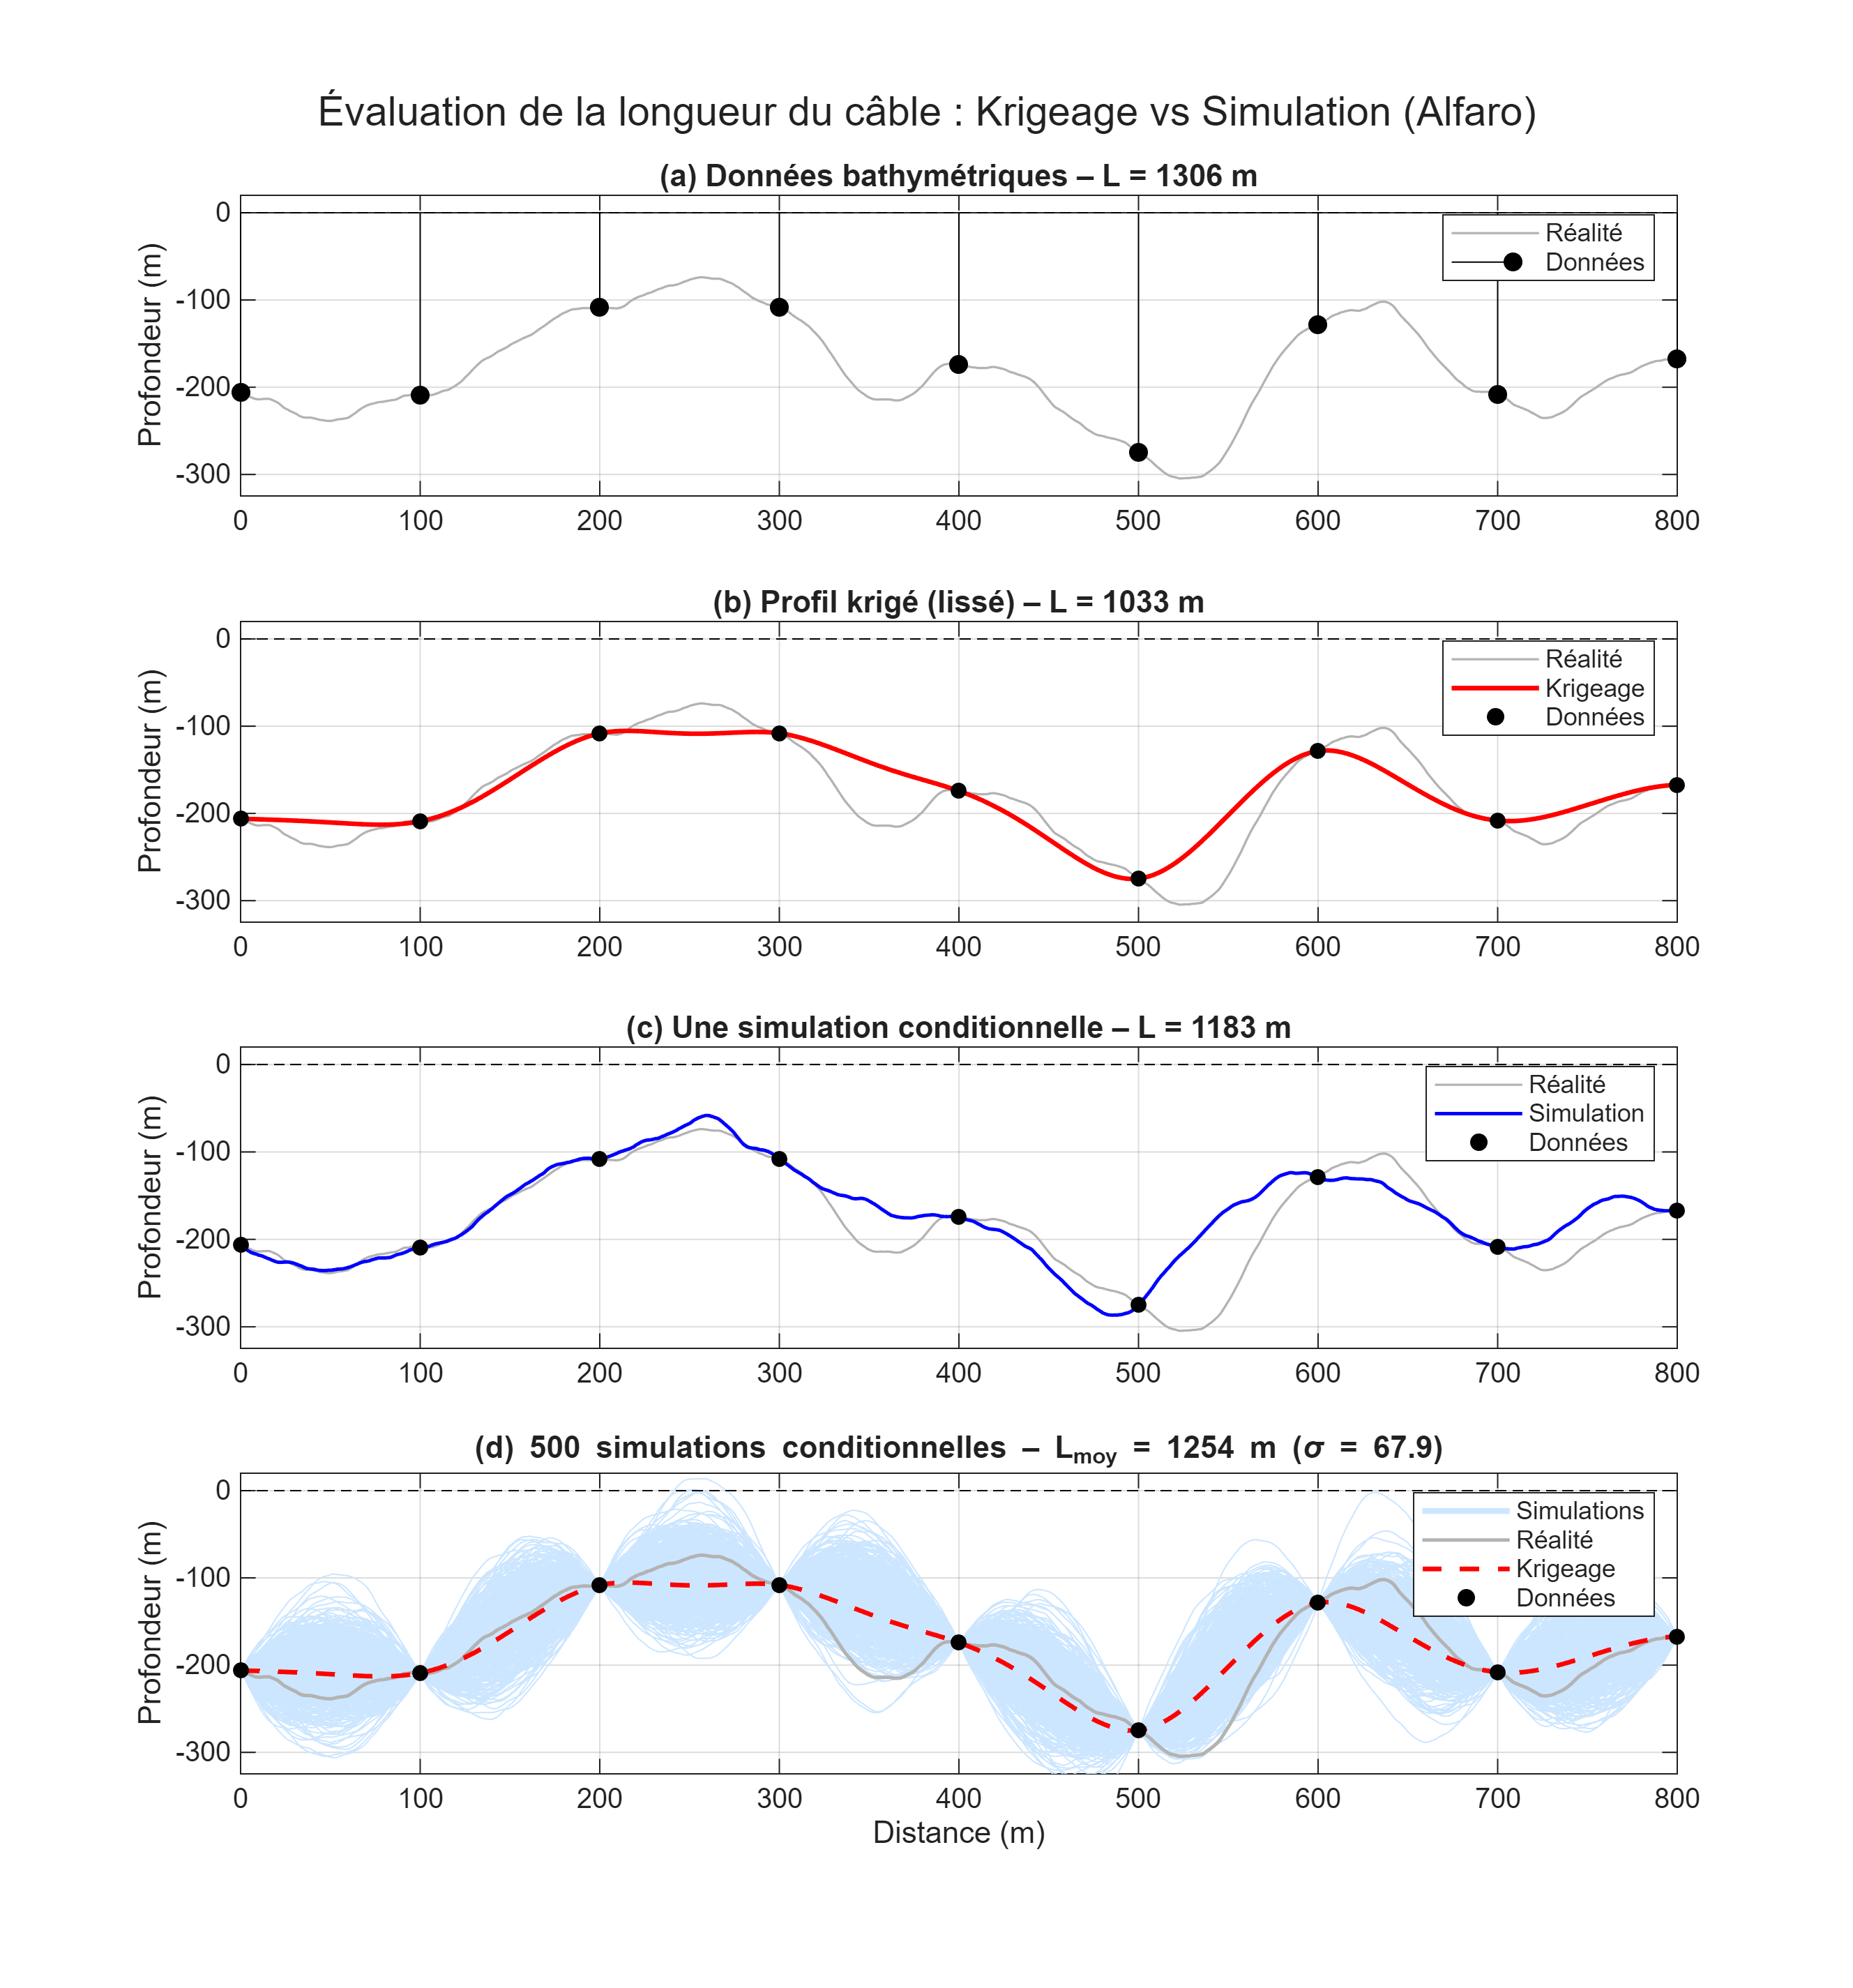 Évaluation de la longueur du câble : Krigeage vs Simulation (Alfaro)
(a) Données bathymétriques – L = 1306 m
Profondeur (m)
0
-100
-200
-300
0 100 200 300 400 500 600 700 800
Réalité
Données
(b) Profil krigé (lissé) – L = 1033 m
Profondeur (m)
0
-100
-200
-300
0 100 200 300 400 500 600 700 800
Réalité
Krigeage
Données
(c) Une simulation conditionnelle – L = 1183 m
Profondeur (m)
0
-100
-200
-300
0 100 200 300 400 500 600 700 800
Réalité
Simulation
Données
(d) 500 simulations conditionnelles – Lmoy = 1254 m (σ = 67.9)
Profondeur (m)
0
-100
-200
-300
0 100 200 300 400 500 600 700 800
Simulations
Réalité
Krigeage
Données
Distance (m)